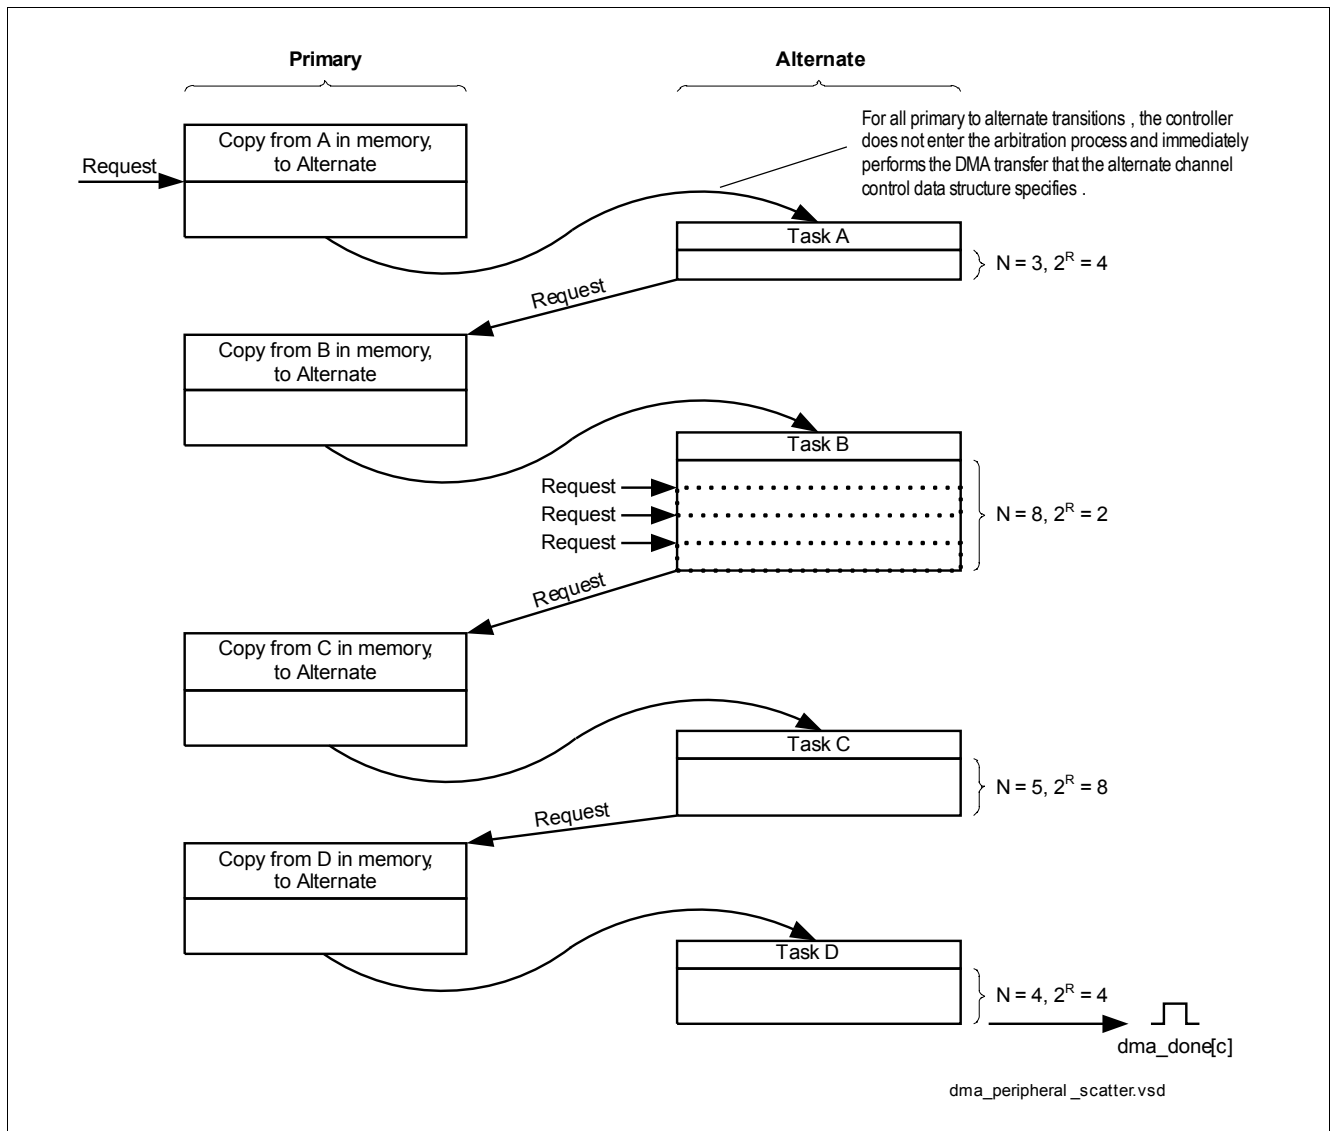 Primary
Alternate
For all primary to alternate transitions , the controller
does not enter the arbitration process and immediately
performs the DMA transfer that the alternate channel
control data structure specifies .
Copy from A in memory,
to Alternate
Request
Task A
N = 3, 2^R = 4
Request
Copy from B in memory,
to Alternate
Task B
Request
Request
Request
N = 8, 2^R = 2
Request
Copy from C in memory,
to Alternate
Task C
N = 5, 2^R = 8
Request
Copy from D in memory,
to Alternate
Task D
N = 4, 2^R = 4
dma_done[c]
dma_peripheral _scatter.vsd